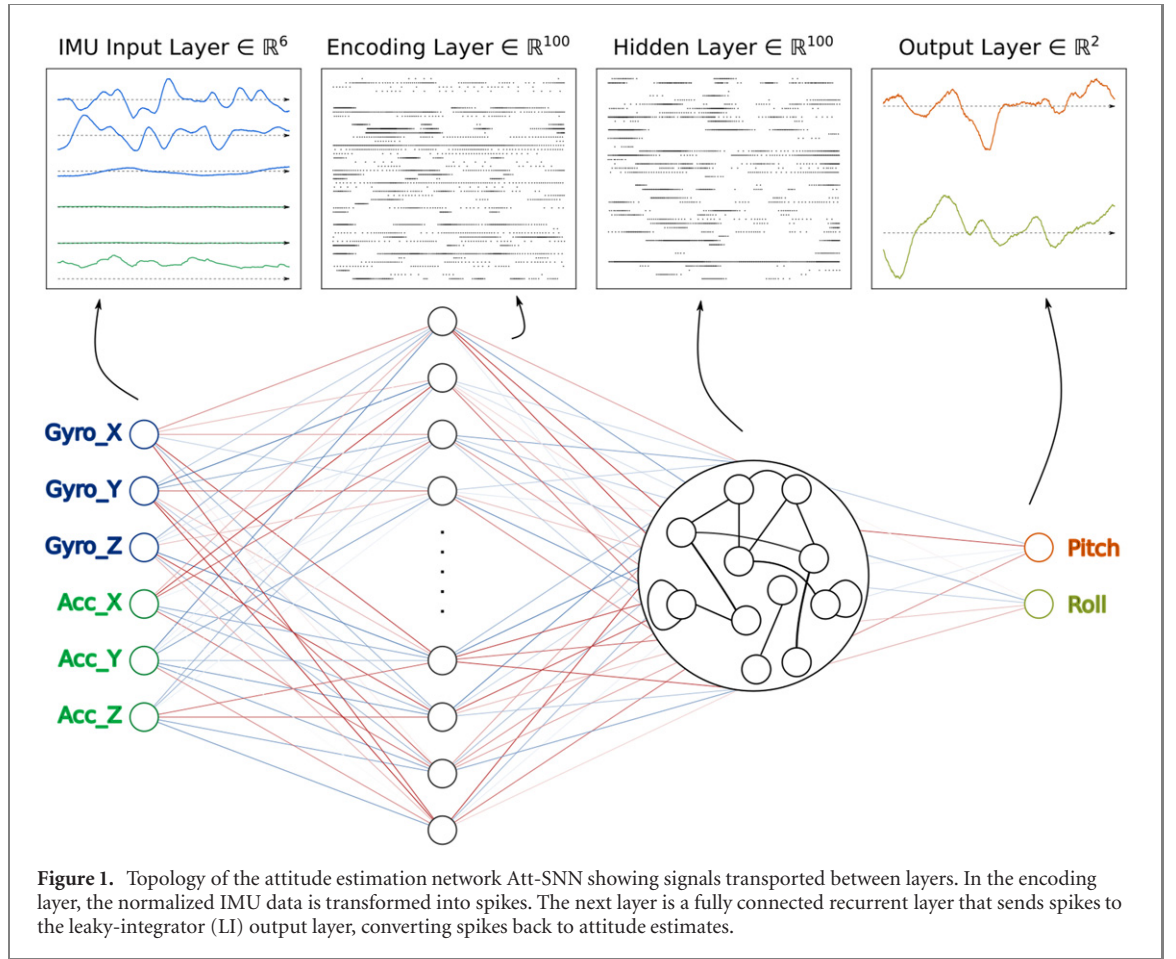 IMU Input Layer ∈ ℝ⁶
Encoding Layer ∈ ℝ¹⁰⁰
Hidden Layer ∈ ℝ¹⁰⁰
Output Layer ∈ ℝ²
Gyro_X
Gyro_Y
Gyro_Z
Acc_X
Acc_Y
Acc_Z
Pitch
Roll
Figure 1. Topology of the attitude estimation network Att-SNN showing signals transported between layers. In the encoding
layer, the normalized IMU data is transformed into spikes. The next layer is a fully connected recurrent layer that sends spikes to
the leaky-integrator (LI) output layer, converting spikes back to attitude estimates.